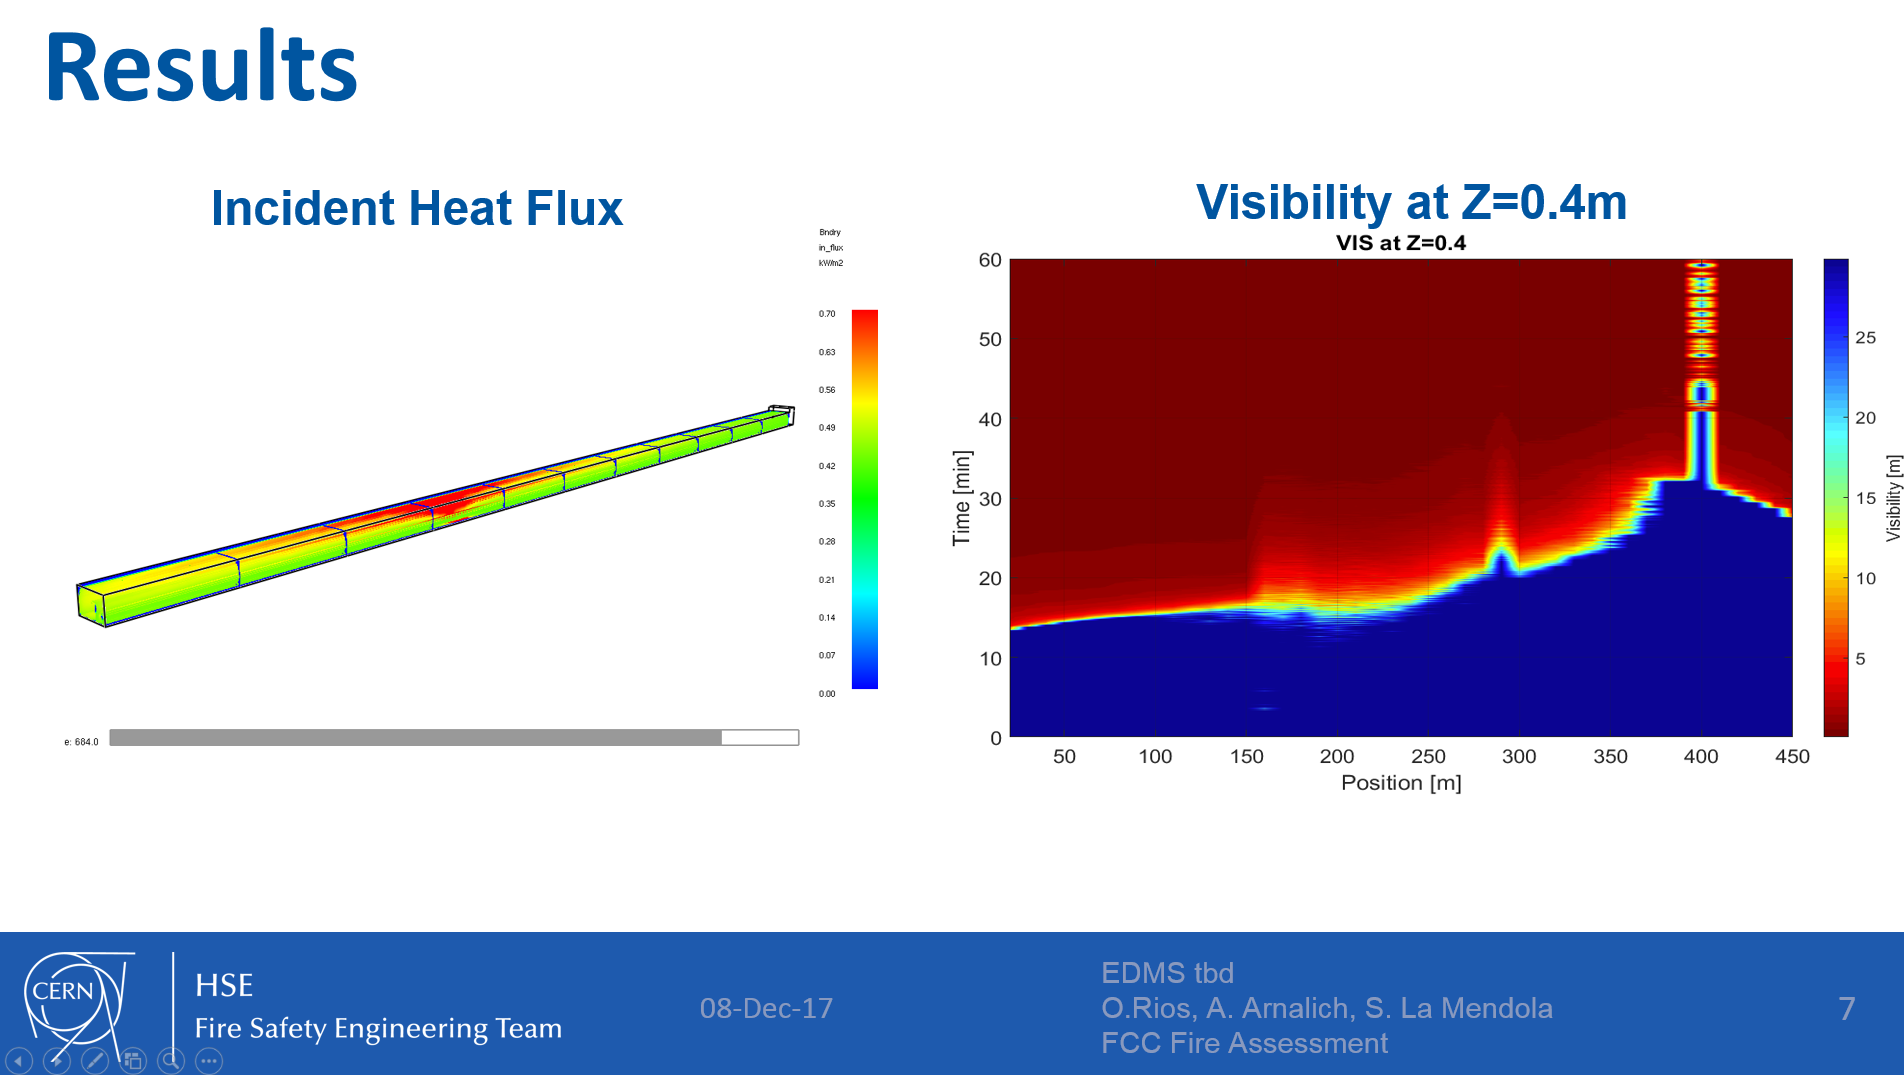 Results
Incident Heat Flux
Bndry
in_flux
kW/m2
0.70
0.63
0.56
0.49
0.42
0.35
0.28
0.21
0.14
0.07
0.00
e: 684.0
Visibility at Z=0.4m
VIS at Z=0.4
60
50
40
30
20
10
0
Time [min]
50 100 150 200 250 300 350 400 450
Position [m]
25
20
15
10
5
Visibility [m]
CERN
HSE
Fire Safety Engineering Team
08-Dec-17
EDMS tbd
O.Rios, A. Arnalich, S. La Mendola
FCC Fire Assessment
7